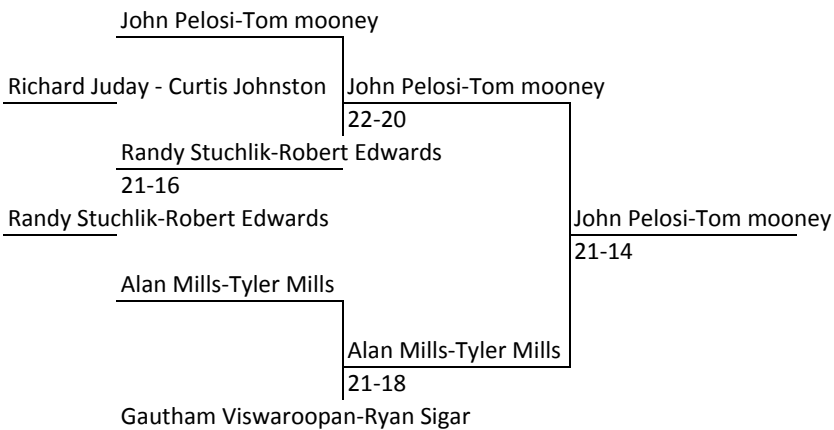 John Pelosi-Tom mooney
Richard Juday - Curtis Johnston
John Pelosi-Tom mooney
22-20
Randy Stuchlik-Robert Edwards
21-16
Randy Stuchlik-Robert Edwards
John Pelosi-Tom mooney
21-14
Alan Mills-Tyler Mills
Alan Mills-Tyler Mills
21-18
Gautham Viswaroopan-Ryan Sigar